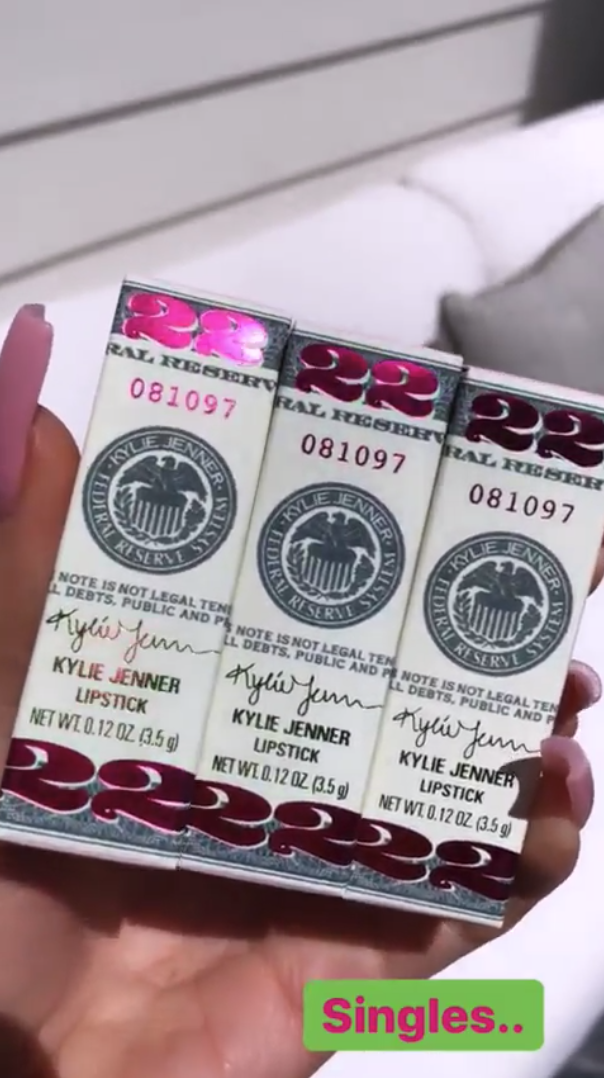 22
RAL RESERV
081097
KYLIE JENNER
FEDERAL RESERVE SYSTEM
NOTE IS NOT LEGAL TEN
LL DEBTS, PUBLIC AND P
Kylie Jenn
KYLIE JENNER
LIPSTICK
NET WT. 0.12 OZ. (3.5 g)
22
22
RAL RESERV
081097
KYLIE JENNER
FEDERAL RESERVE SYSTEM
NOTE IS NOT LEGAL TEN
LL DEBTS, PUBLIC AND P
Kylie Jenn
KYLIE JENNER
LIPSTICK
NET WT. 0.12 OZ. (3.5 g)
22
22
RAL RESER
081097
KYLIE JENNER
FEDERAL RESERVE SYSTEM
NOTE IS NOT LEGAL TEN
LL DEBTS, PUBLIC AND P
Kylie Jenn
KYLIE JENNER
LIPSTICK
NET WT. 0.12 OZ. (3.5 g)
22
Singles..